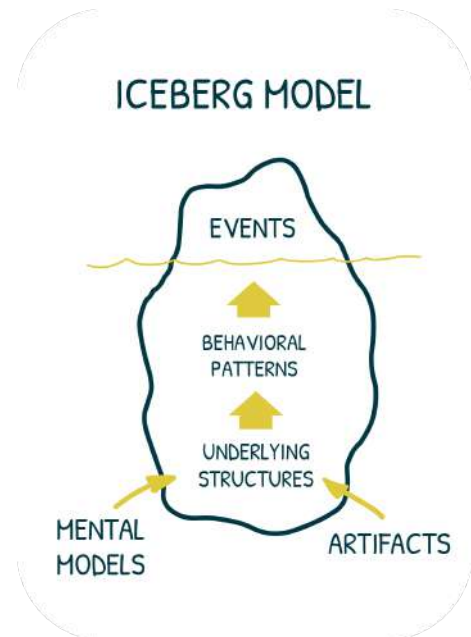 ICEBERG MODEL
EVENTS
BEHAVIORAL
PATTERNS
UNDERLYING
STRUCTURES
MENTAL
MODELS
ARTIFACTS